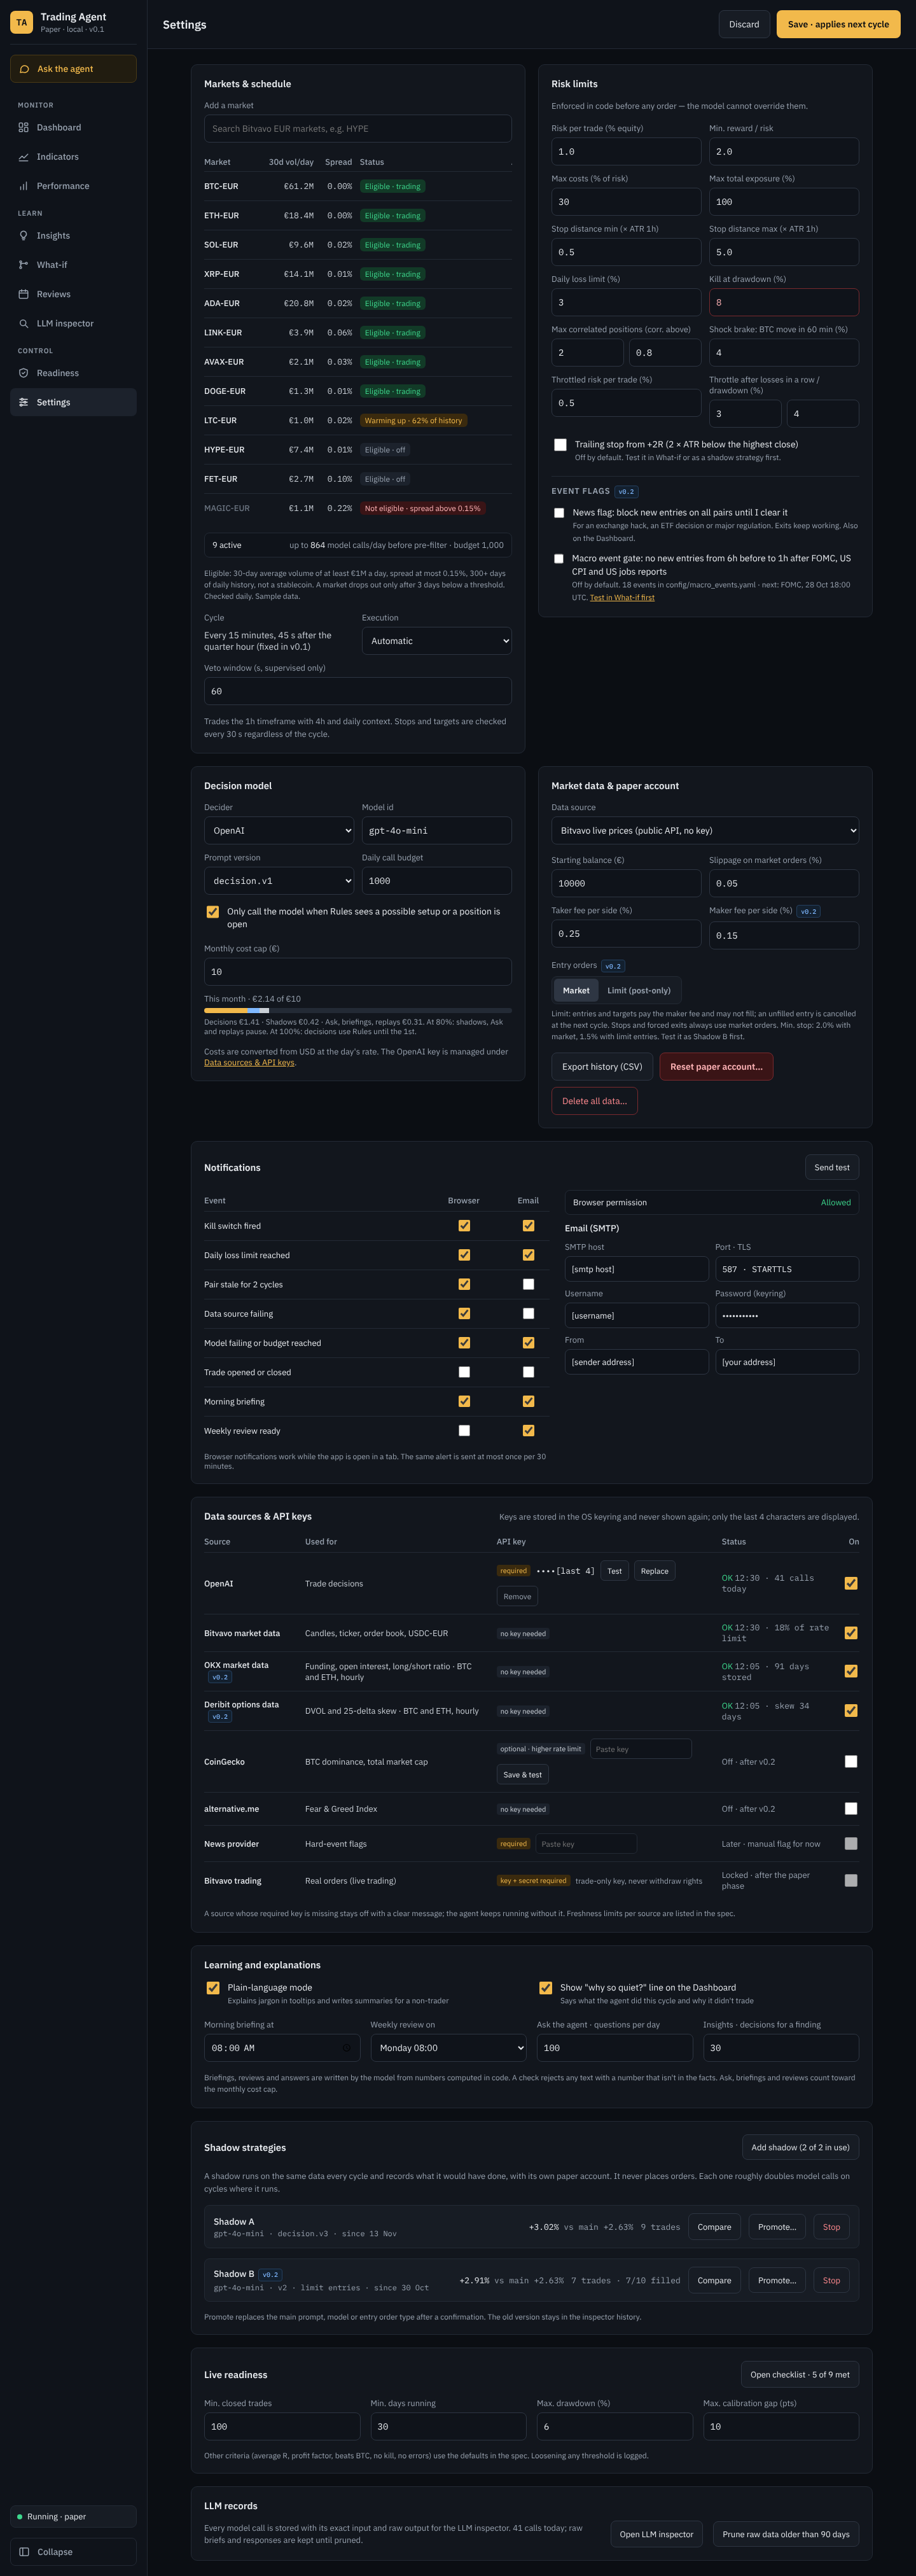 TA
Trading Agent
Paper · local · v0.1
Ask the agent
MONITOR
Dashboard
Indicators
Performance
LEARN
Insights
What-if
Reviews
LLM inspector
CONTROL
Readiness
Settings
Running · paper
Collapse
Settings
Discard
Save · applies next cycle
Markets & schedule
Add a market
Search Bitvavo EUR markets, e.g. HYPE
Market 30d vol/day Spread Status
BTC-EUR €61.2M 0.00% Eligible · trading
ETH-EUR €18.4M 0.00% Eligible · trading
SOL-EUR €9.6M 0.02% Eligible · trading
XRP-EUR €14.1M 0.01% Eligible · trading
ADA-EUR €20.8M 0.02% Eligible · trading
LINK-EUR €3.9M 0.06% Eligible · trading
AVAX-EUR €2.1M 0.03% Eligible · trading
DOGE-EUR €1.3M 0.01% Eligible · trading
LTC-EUR €1.0M 0.02% Warming up · 62% of history
HYPE-EUR €7.4M 0.01% Eligible · off
FET-EUR €2.7M 0.10% Eligible · off
MAGIC-EUR €1.1M 0.22% Not eligible · spread above 0.15%
9 active up to 864 model calls/day before pre-filter · budget 1,000
Eligible: 30-day average volume of at least €1M a day, spread at most 0.15%, 300+ days
of daily history, not a stablecoin. A market drops out only after 3 days below a threshold.
Checked daily. Sample data.
Cycle
Every 15 minutes, 45 s after the
quarter hour (fixed in v0.1)
Execution
Automatic
Veto window (s, supervised only)
60
Trades the 1h timeframe with 4h and daily context. Stops and targets are checked
every 30 s regardless of the cycle.
Risk limits
Enforced in code before any order — the model cannot override them.
Risk per trade (% equity) Min. reward / risk
1.0 2.0
Max costs (% of risk) Max total exposure (%)
30 100
Stop distance min (× ATR 1h) Stop distance max (× ATR 1h)
0.5 5.0
Daily loss limit (%) Kill at drawdown (%)
3 8
Max correlated positions (corr. above) Shock brake: BTC move in 60 min (%)
2 0.8 4
Throttled risk per trade (%) Throttle after losses in a row /
drawdown (%)
0.5 3 4
Trailing stop from +2R (2 × ATR below the highest close)
Off by default. Test it in What-if or as a shadow strategy first.
EVENT FLAGS v0.2
News flag: block new entries on all pairs until I clear it
For an exchange hack, an ETF decision or major regulation. Exits keep working. Also
on the Dashboard.
Macro event gate: no new entries from 6h before to 1h after FOMC, US
CPI and US jobs reports
Off by default. 18 events in config/macro_events.yaml · next: FOMC, 28 Oct 18:00
UTC. Test in What-if first
Decision model
Decider Model id
OpenAI gpt-4o-mini
Prompt version Daily call budget
decision.v1 1000
Only call the model when Rules sees a possible setup or a position is
open
Monthly cost cap (€)
10
This month · €2.14 of €10
Decisions €1.41 · Shadows €0.42 · Ask, briefings, replays €0.31. At 80%: shadows, Ask
and replays pause. At 100%: decisions use Rules until the 1st.
Costs are converted from USD at the day's rate. The OpenAI key is managed under
Data sources & API keys.
Market data & paper account
Data source
Bitvavo live prices (public API, no key)
Starting balance (€) Slippage on market orders (%)
10000 0.05
Taker fee per side (%) Maker fee per side (%) v0.2
0.25 0.15
Entry orders v0.2
Market Limit (post-only)
Limit: entries and targets pay the maker fee and may not fill; an unfilled entry is cancelled
at the next cycle. Stops and forced exits always use market orders. Min. stop: 2.0% with
market, 1.5% with limit entries. Test it as Shadow B first.
Export history (CSV) Reset paper account…
Delete all data…
Notifications
Send test
Event Browser Email
Kill switch fired
Daily loss limit reached
Pair stale for 2 cycles
Data source failing
Model failing or budget reached
Trade opened or closed
Morning briefing
Weekly review ready
Browser notifications work while the app is open in a tab. The same alert is sent at most once per 30
minutes.
Browser permission Allowed
Email (SMTP)
SMTP host Port · TLS
[smtp host] 587 · STARTTLS
Username Password (keyring)
[username] •••••••••••
From To
[sender address] [your address]
Data sources & API keys
Keys are stored in the OS keyring and never shown again; only the last 4 characters are displayed.
Source Used for API key Status On
OpenAI Trade decisions required ••••[last 4] Test Replace
Remove
OK 12:30 · 41 calls
today
Bitvavo market data Candles, ticker, order book, USDC-EUR no key needed OK 12:30 · 18% of rate
limit
OKX market data
v0.2
Funding, open interest, long/short ratio · BTC
and ETH, hourly
no key needed
OK 12:05 · 91 days
stored
Deribit options data
v0.2
DVOL and 25-delta skew · BTC and ETH, hourly
no key needed
OK 12:05 · skew 34
days
CoinGecko BTC dominance, total market cap optional · higher rate limit Paste key
Save & test
Off · after v0.2
alternative.me Fear & Greed Index no key needed Off · after v0.2
News provider Hard-event flags required Paste key Later · manual flag for now
Bitvavo trading Real orders (live trading) key + secret required trade-only key, never withdraw rights Locked · after the paper
phase
A source whose required key is missing stays off with a clear message; the agent keeps running without it. Freshness limits per source are listed in the spec.
Learning and explanations
Plain-language mode
Explains jargon in tooltips and writes summaries for a non-trader
Show "why so quiet?" line on the Dashboard
Says what the agent did this cycle and why it didn't trade
Morning briefing at Weekly review on Ask the agent · questions per day Insights · decisions for a finding
08:00 AM Monday 08:00 100 30
Briefings, reviews and answers are written by the model from numbers computed in code. A check rejects any text with a number that isn't in the facts. Ask, briefings and reviews count toward
the monthly cost cap.
Shadow strategies
Add shadow (2 of 2 in use)
A shadow runs on the same data every cycle and records what it would have done, with its own paper account. It never places orders. Each one roughly doubles model calls on
cycles where it runs.
Shadow A
gpt-4o-mini · decision.v3 · since 13 Nov
+3.02% vs main +2.63% 9 trades Compare Promote… Stop
Shadow B v0.2
gpt-4o-mini · v2 · limit entries · since 30 Oct
+2.91% vs main +2.63% 7 trades · 7/10 filled Compare Promote… Stop
Promote replaces the main prompt, model or entry order type after a confirmation. The old version stays in the inspector history.
Live readiness
Open checklist · 5 of 9 met
Min. closed trades Min. days running Max. drawdown (%) Max. calibration gap (pts)
100 30 6 10
Other criteria (average R, profit factor, beats BTC, no kill, no errors) use the defaults in the spec. Loosening any threshold is logged.
LLM records
Every model call is stored with its exact input and raw output for the LLM inspector. 41 calls today; raw
briefs and responses are kept until pruned.
Open LLM inspector Prune raw data older than 90 days